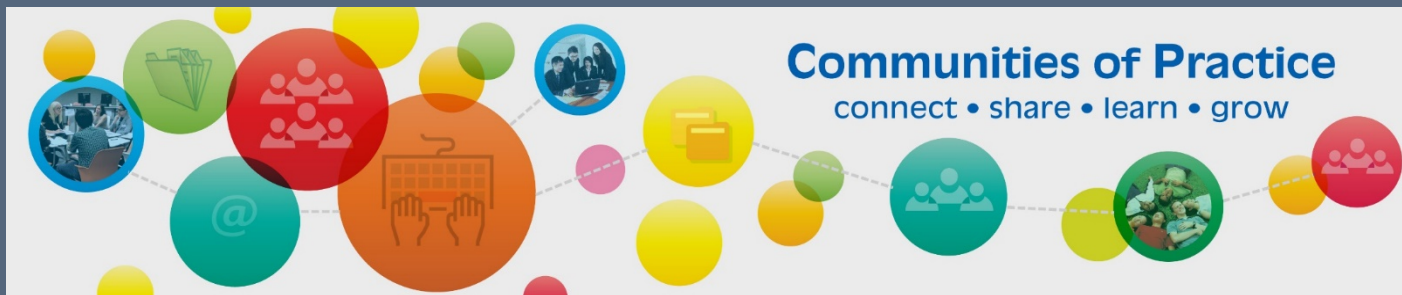 Communities of Practice
connect • share • learn • grow
@